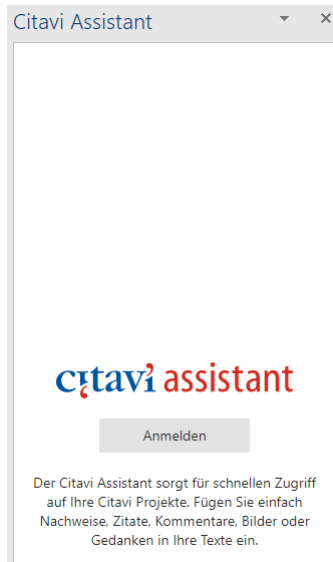 Citavi Assistant
citavi assistant
Anmelden
Der Citavi Assistant sorgt für schnellen Zugriff
auf Ihre Citavi Projekte. Fügen Sie einfach
Nachweise, Zitate, Kommentare, Bilder oder
Gedanken in Ihre Texte ein.